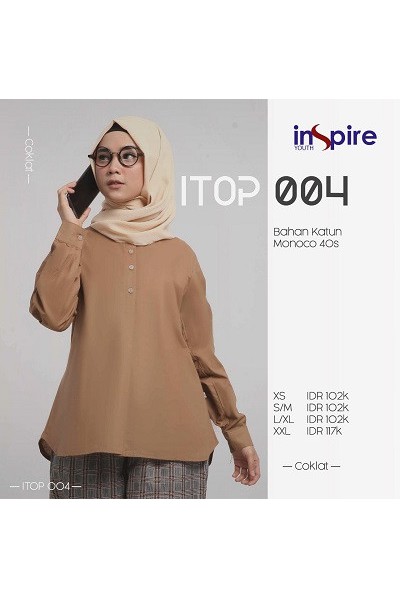 inspire
YOUTH
— Coklat —
ITOP 004
Bahan Katun
Monoco 40s
XS IDR 102k
S/M IDR 102k
L/XL IDR 102k
XXL IDR 117k
— Coklat —
— ITOP 004 —